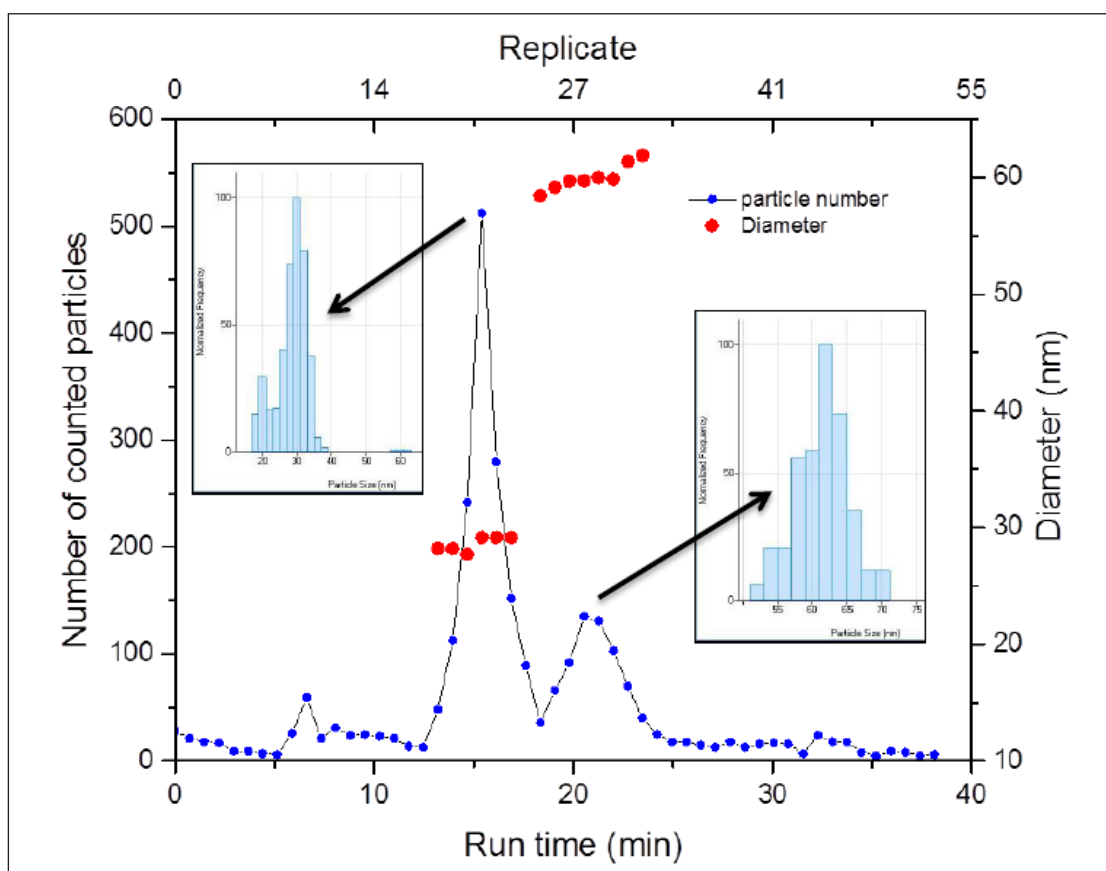 Replicate
0 14 27 41 55
600
500
400
300
200
100
0
Number of counted particles
60
50
40
30
20
10
Diameter (nm)
particle number
Diameter
100
50
0
Normalized Frequency
20 30 40 50 60
Particle Size (nm)
100
50
0
Normalized Frequency
55 60 65 70 75
Particle Size (nm)
0 10 20 30 40
Run time (min)